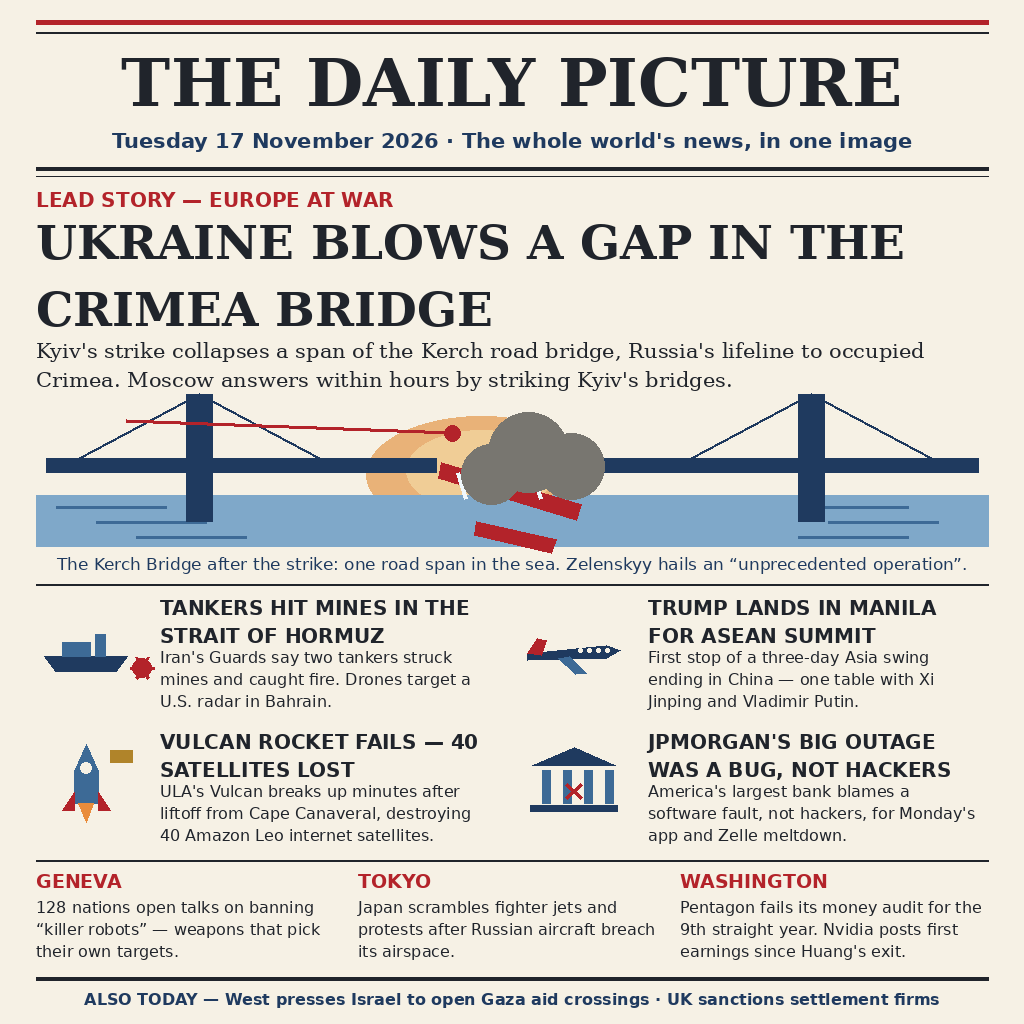 THE DAILY PICTURE
Tuesday 17 November 2026 · The whole world's news, in one image
LEAD STORY — EUROPE AT WAR
UKRAINE BLOWS A GAP IN THE
CRIMEA BRIDGE
Kyiv's strike collapses a span of the Kerch road bridge, Russia's lifeline to occupied
Crimea. Moscow answers within hours by striking Kyiv's bridges.
The Kerch Bridge after the strike: one road span in the sea. Zelenskyy hails an “unprecedented operation”.
TANKERS HIT MINES IN THE
STRAIT OF HORMUZ
Iran's Guards say two tankers struck
mines and caught fire. Drones target a
U.S. radar in Bahrain.
TRUMP LANDS IN MANILA
FOR ASEAN SUMMIT
First stop of a three-day Asia swing
ending in China — one table with Xi
Jinping and Vladimir Putin.
VULCAN ROCKET FAILS — 40
SATELLITES LOST
ULA's Vulcan breaks up minutes after
liftoff from Cape Canaveral, destroying
40 Amazon Leo internet satellites.
JPMORGAN'S BIG OUTAGE
WAS A BUG, NOT HACKERS
America's largest bank blames a
software fault, not hackers, for Monday's
app and Zelle meltdown.
GENEVA
128 nations open talks on banning
“killer robots” — weapons that pick
their own targets.
TOKYO
Japan scrambles fighter jets and
protests after Russian aircraft breach
its airspace.
WASHINGTON
Pentagon fails its money audit for the
9th straight year. Nvidia posts first
earnings since Huang's exit.
ALSO TODAY — West presses Israel to open Gaza aid crossings · UK sanctions settlement firms